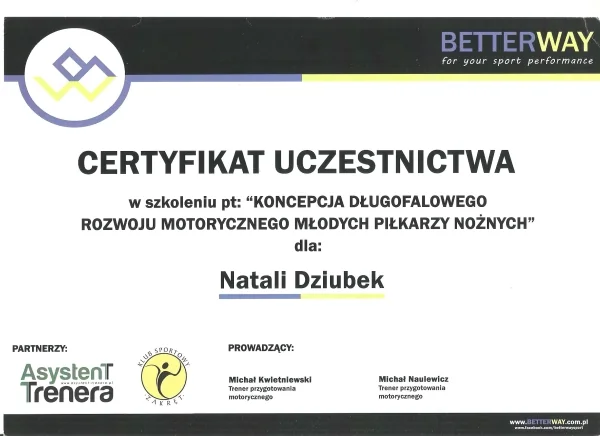 BETTERWAY
for your sport performance
CERTYFIKAT UCZESTNICTWA
w szkoleniu pt: “KONCEPCJA DŁUGOFALOWEGO
ROZWOJU MOTORYCZNEGO MŁODYCH PIŁKARZY NOŻNYCH”
dla:
Natali Dziubek
PARTNERZY:
PROWADZĄCY:
AsystenT
www.asystent-trenera.pl
Trenera
KLUB SPORTOWY
ZAKRĘT
Michał Kwietniewski
Trener przygotowania
motorycznego
Michał Naulewicz
Trener przygotowania
motorycznego
www.BETTERWAY.com.pl
www.facebook.com/betterwaysport